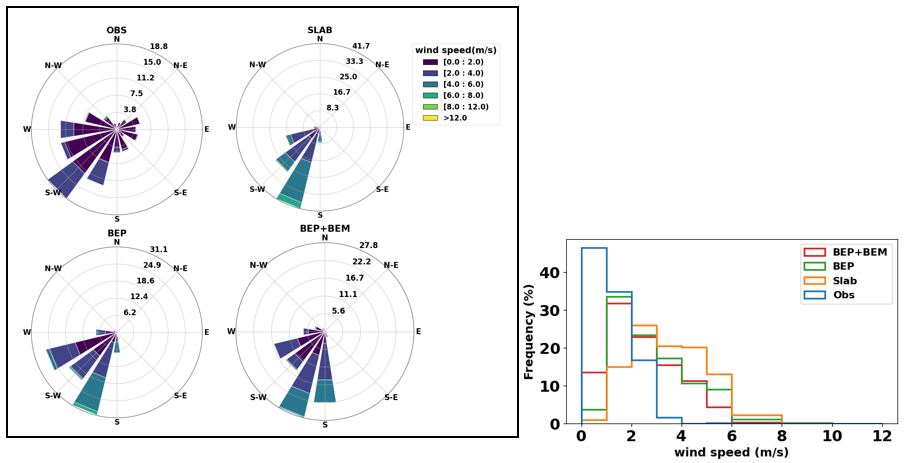 OBS
N
N-W
N-E
W
E
S-W
S-E
S
18.8
15.0
11.2
7.5
3.8
SLAB
N
N-W
N-E
W
E
S-W
S-E
S
41.7
33.3
25.0
16.7
8.3
wind speed(m/s)
[0.0 : 2.0)
[2.0 : 4.0)
[4.0 : 6.0)
[6.0 : 8.0)
[8.0 : 12.0)
>12.0
BEP
N
N-W
N-E
W
E
S-W
S-E
S
31.1
24.9
18.6
12.4
6.2
BEP+BEM
N
N-W
N-E
W
E
S-W
S-E
S
27.8
22.2
16.7
11.1
5.6
BEP+BEM
BEP
Slab
Obs
Frequency (%)
40
30
20
10
0
0 2 4 6 8 10 12
wind speed (m/s)